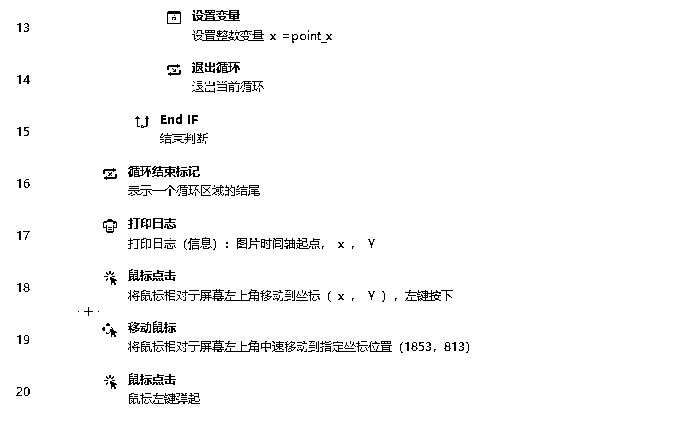 13 设置变量
设置整数变量 x =point_x
14 退出循环
退出当前循环
15 End IF
结束判断
16 循环结束标记
表示一个循环区域的结尾
17 打印日志
打印日志（信息）：图片时间轴起点， x ， Y
18 鼠标点击
将鼠标相对于屏幕左上角移动到坐标（ x ， Y ），左键按下
19 移动鼠标
将鼠标相对于屏幕左上角中速移动到指定坐标位置（1853，813）
20 鼠标点击
鼠标左键弹起